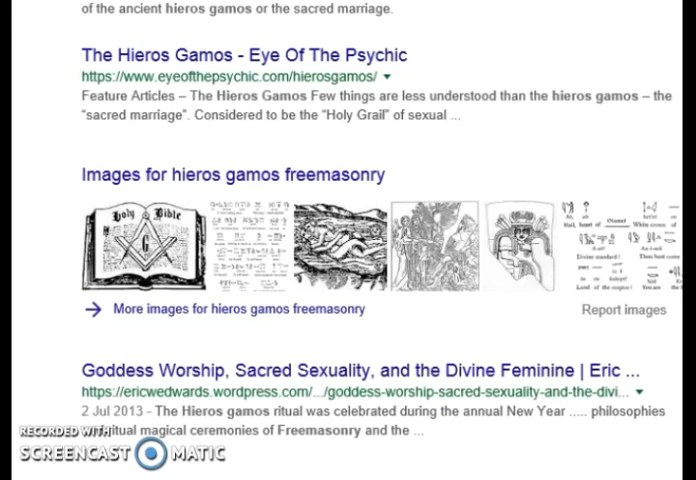 of the ancient hieros gamos or the sacred marriage.
The Hieros Gamos - Eye Of The Psychic
https://www.eyeofthepsychic.com/hierosgamos/
Feature Articles – The Hieros Gamos Few things are less understood than the hieros gamos – the
"sacred marriage". Considered to be the "Holy Grail" of sexual ...
Images for hieros gamos freemasonry
Holy Bible
G
More images for hieros gamos freemasonry
Report images
Goddess Worship, Sacred Sexuality, and the Divine Feminine | Eric ...
https://ericwedwards.wordpress.com/.../goddess-worship-sacred-sexuality-and-the-divi...
2 Jul 2013 - The Hieros gamos ritual was celebrated during the annual New Year ..... philosophies
magical ceremonies of Freemasonry and the ...
RECORDED WITH
SCREENCAST MATIC